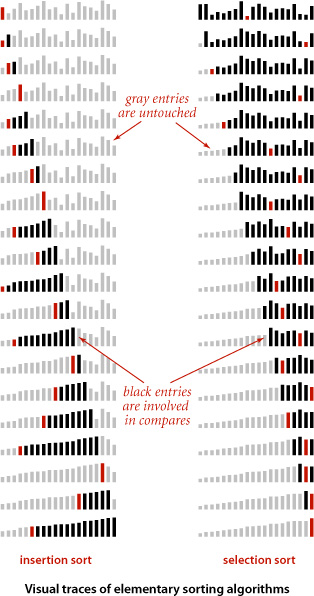 gray entries
are untouched
black entries
are involved
in compares
insertion sort
selection sort
Visual traces of elementary sorting algorithms